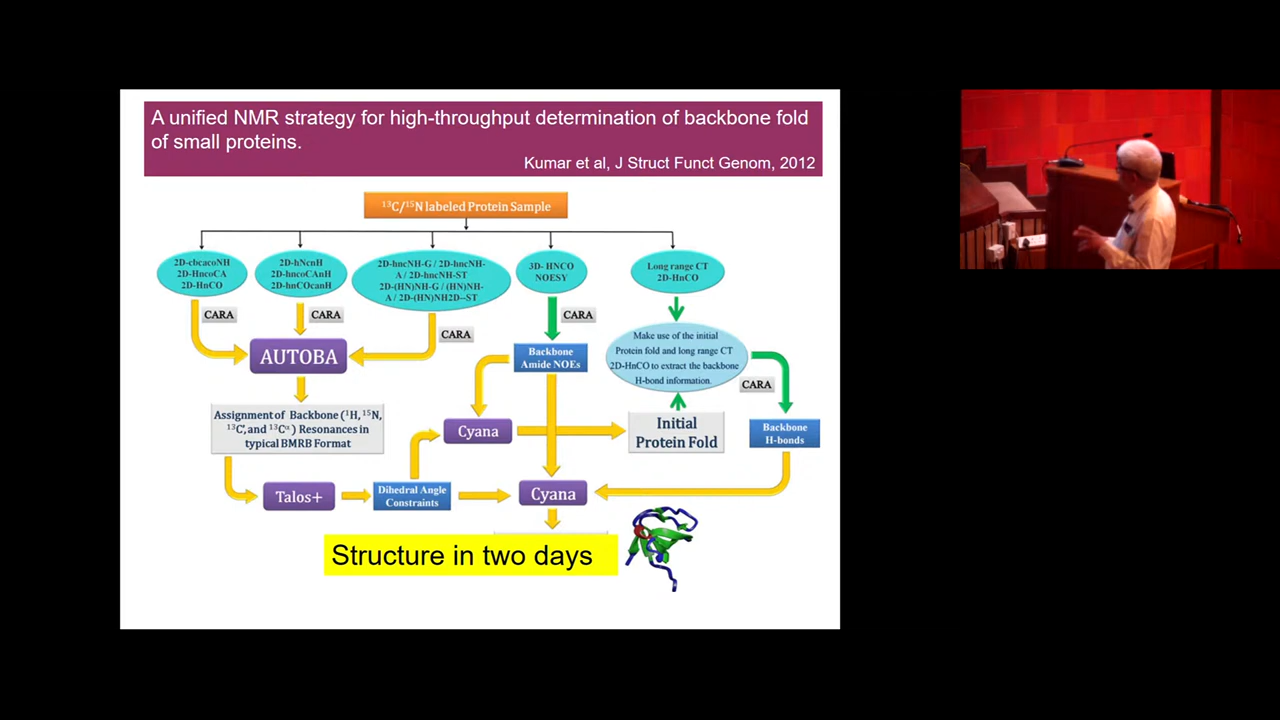 A unified NMR strategy for high-throughput determination of backbone fold
of small proteins.
Kumar et al, J Struct Funct Genom, 2012
¹³C/¹⁵N labeled Protein Sample
2D-cbcacoNH
2D-HncoCA
2D-HnCO
2D-hNcnH
2D-hncoCAnH
2D-hnCOcanH
2D-hncNH-G / 2D-hncNH-
A / 2D-hncNH-ST
2D-(HN)NH-G / (HN)NH-
A / 2D-(HN)NH2D--ST
3D- HNCO
NOESY
Long range CT
2D-HnCO
CARA
CARA
CARA
CARA
AUTOBA
Backbone
Amide NOEs
Make use of the initial
Protein fold and long range CT
2D-HnCO to extract the backbone
H-bond information.
CARA
Assignment of Backbone (¹H, ¹⁵N,
¹³C', and ¹³Cᵅ) Resonances in
typical BMRB Format
Cyana
Initial
Protein Fold
Backbone
H-bonds
Talos+
Dihedral Angle
Constraints
Cyana
Structure in two days